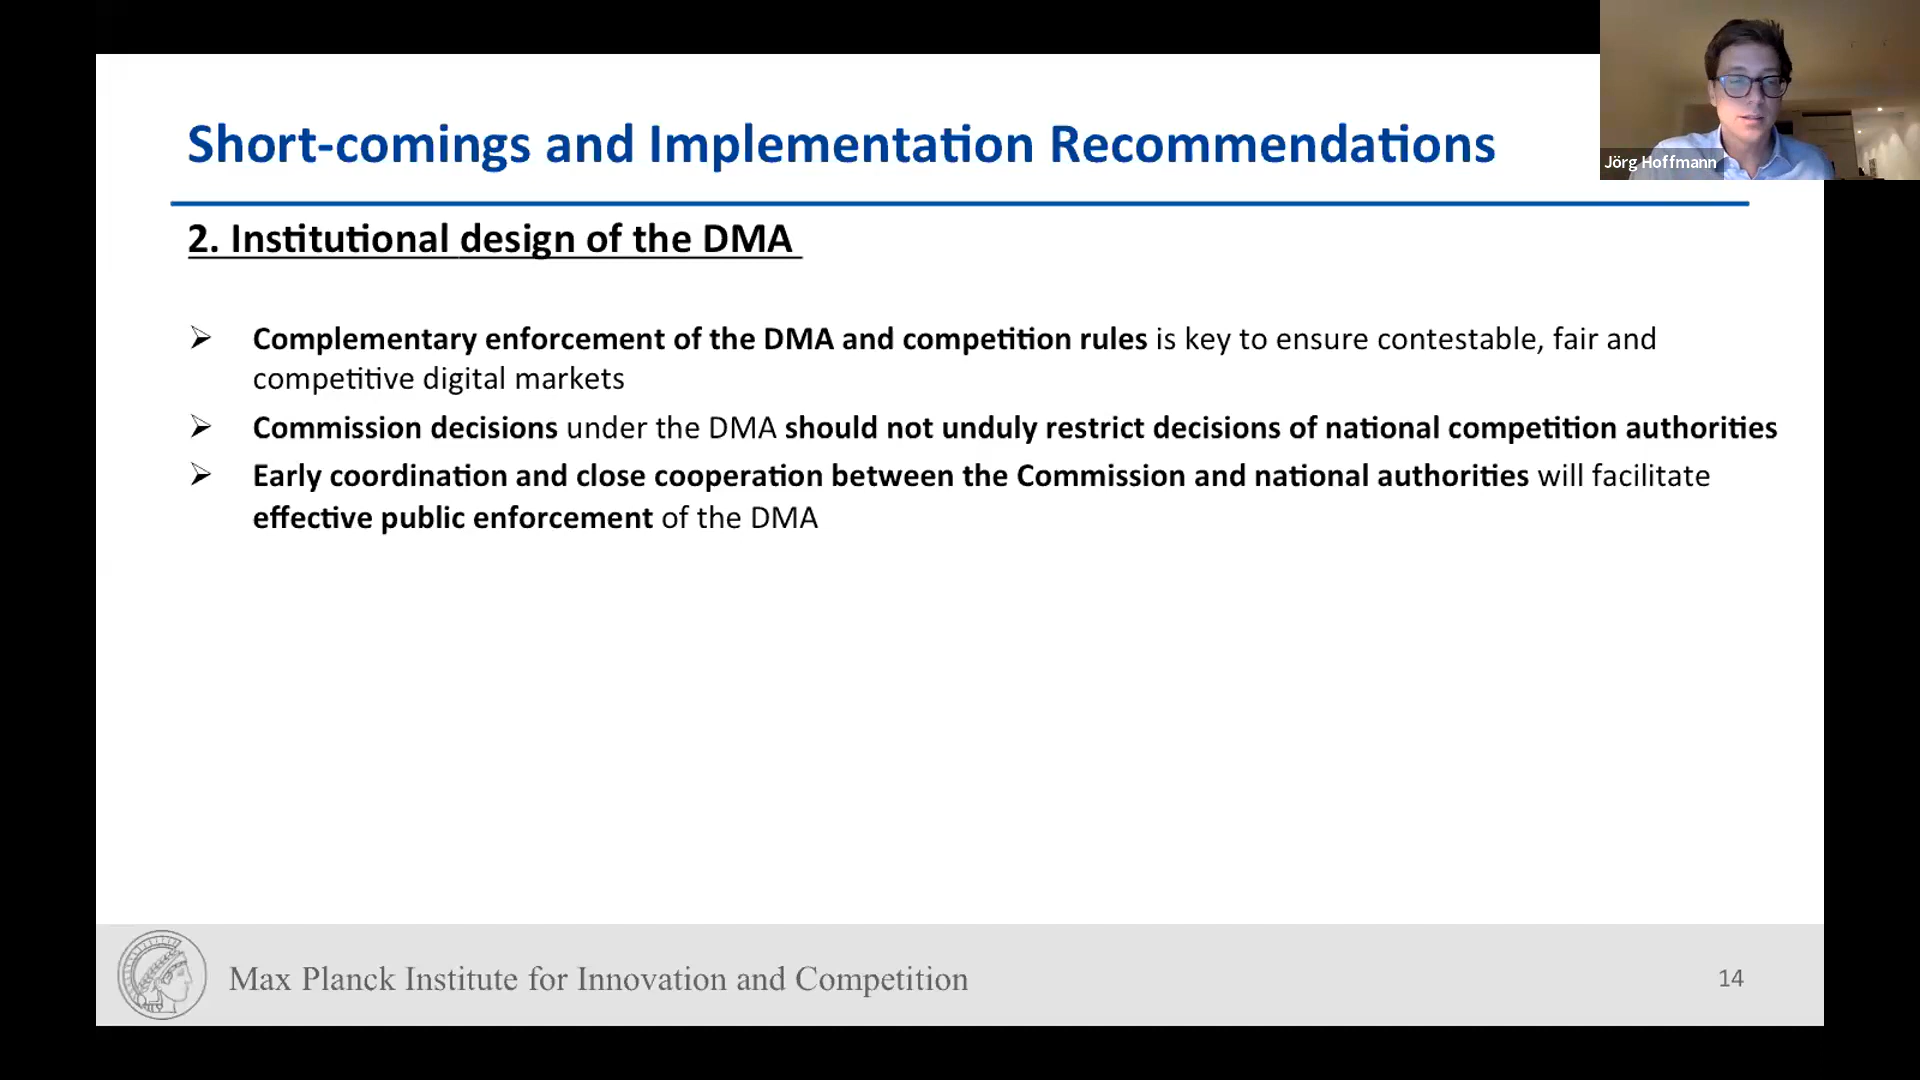 Short-comings and Implementation Recommendations
Jörg Hoffmann
2. Institutional design of the DMA
➢ Complementary enforcement of the DMA and competition rules is key to ensure contestable, fair and
competitive digital markets
➢ Commission decisions under the DMA should not unduly restrict decisions of national competition authorities
➢ Early coordination and close cooperation between the Commission and national authorities will facilitate
effective public enforcement of the DMA
Max Planck Institute for Innovation and Competition
14